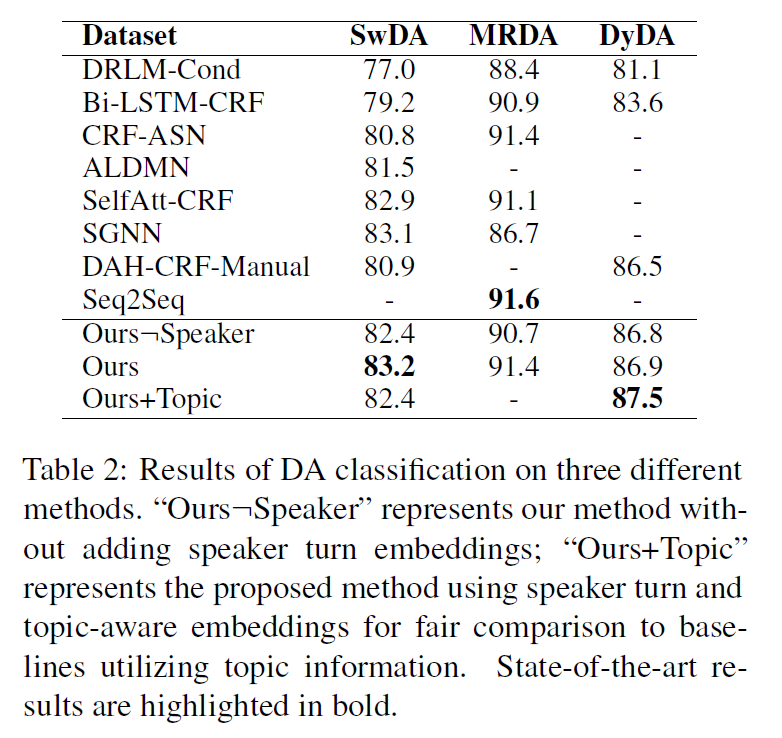 Dataset SwDA MRDA DyDA
DRLM-Cond 77.0 88.4 81.1
Bi-LSTM-CRF 79.2 90.9 83.6
CRF-ASN 80.8 91.4 -
ALDMN 81.5 - -
SelfAtt-CRF 82.9 91.1 -
SGNN 83.1 86.7 -
DAH-CRF-Manual 80.9 - 86.5
Seq2Seq - 91.6 -
Ours¬Speaker 82.4 90.7 86.8
Ours 83.2 91.4 86.9
Ours+Topic 82.4 - 87.5
Table 2: Results of DA classification on three different
methods. “Ours¬Speaker” represents our method with-
out adding speaker turn embeddings; “Ours+Topic”
represents the proposed method using speaker turn and
topic-aware embeddings for fair comparison to base-
lines utilizing topic information. State-of-the-art re-
sults are highlighted in bold.